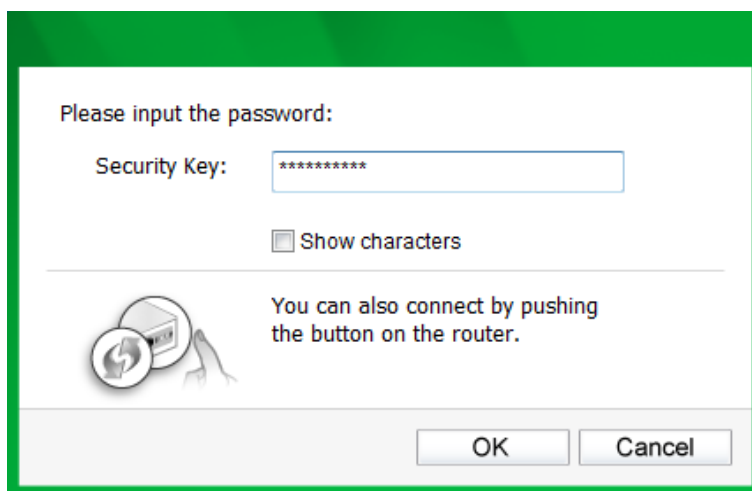 Please input the password:
Security Key: **********
Show characters
You can also connect by pushing
the button on the router.
OK Cancel